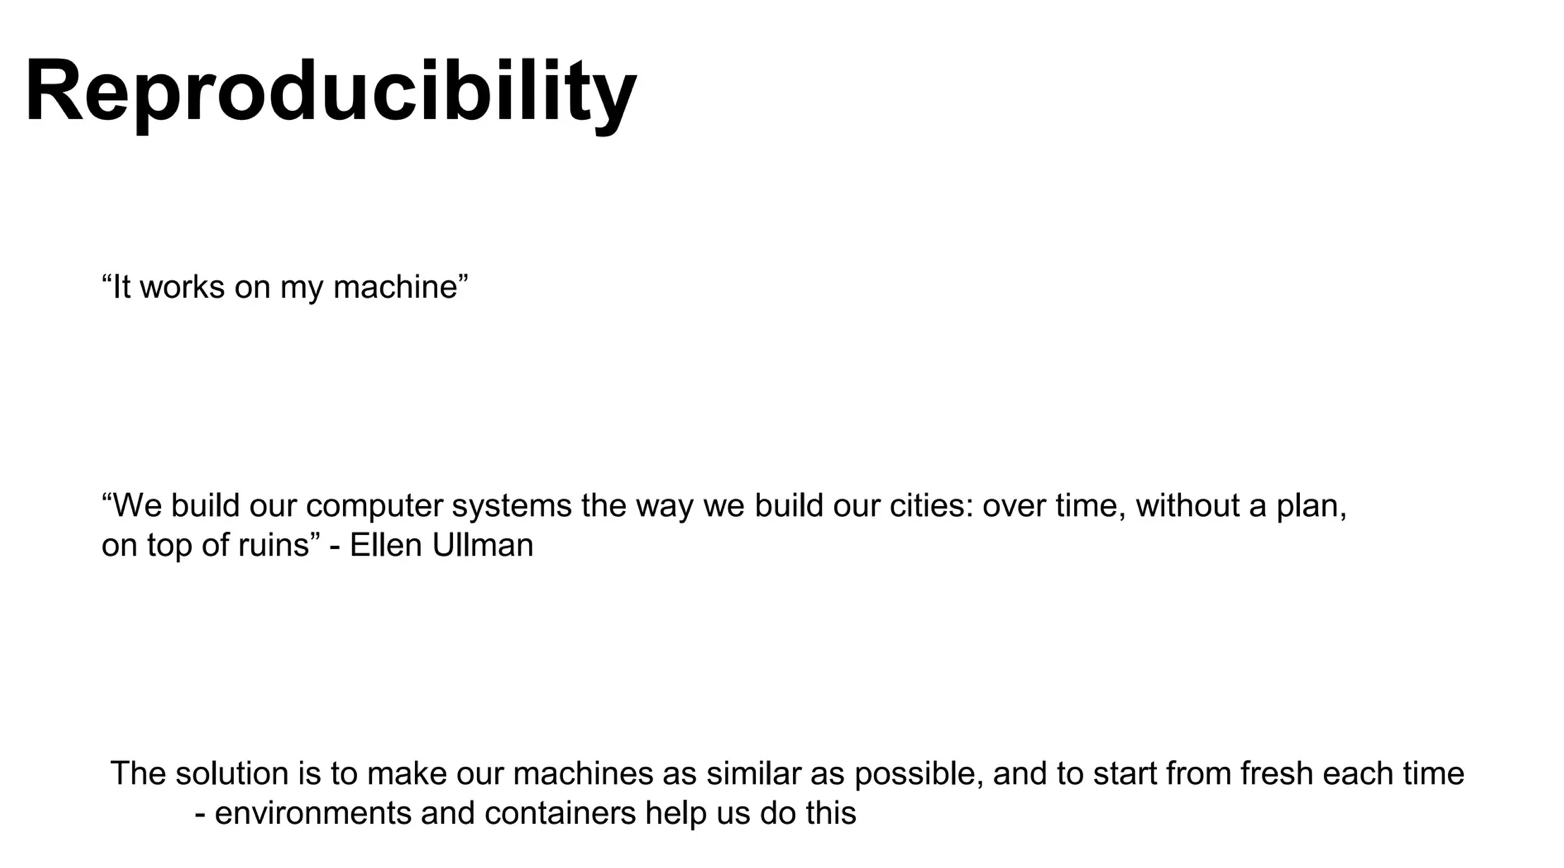 Reproducibility
“It works on my machine”
“We build our computer systems the way we build our cities: over time, without a plan,
on top of ruins” - Ellen Ullman
The solution is to make our machines as similar as possible, and to start from fresh each time
- environments and containers help us do this